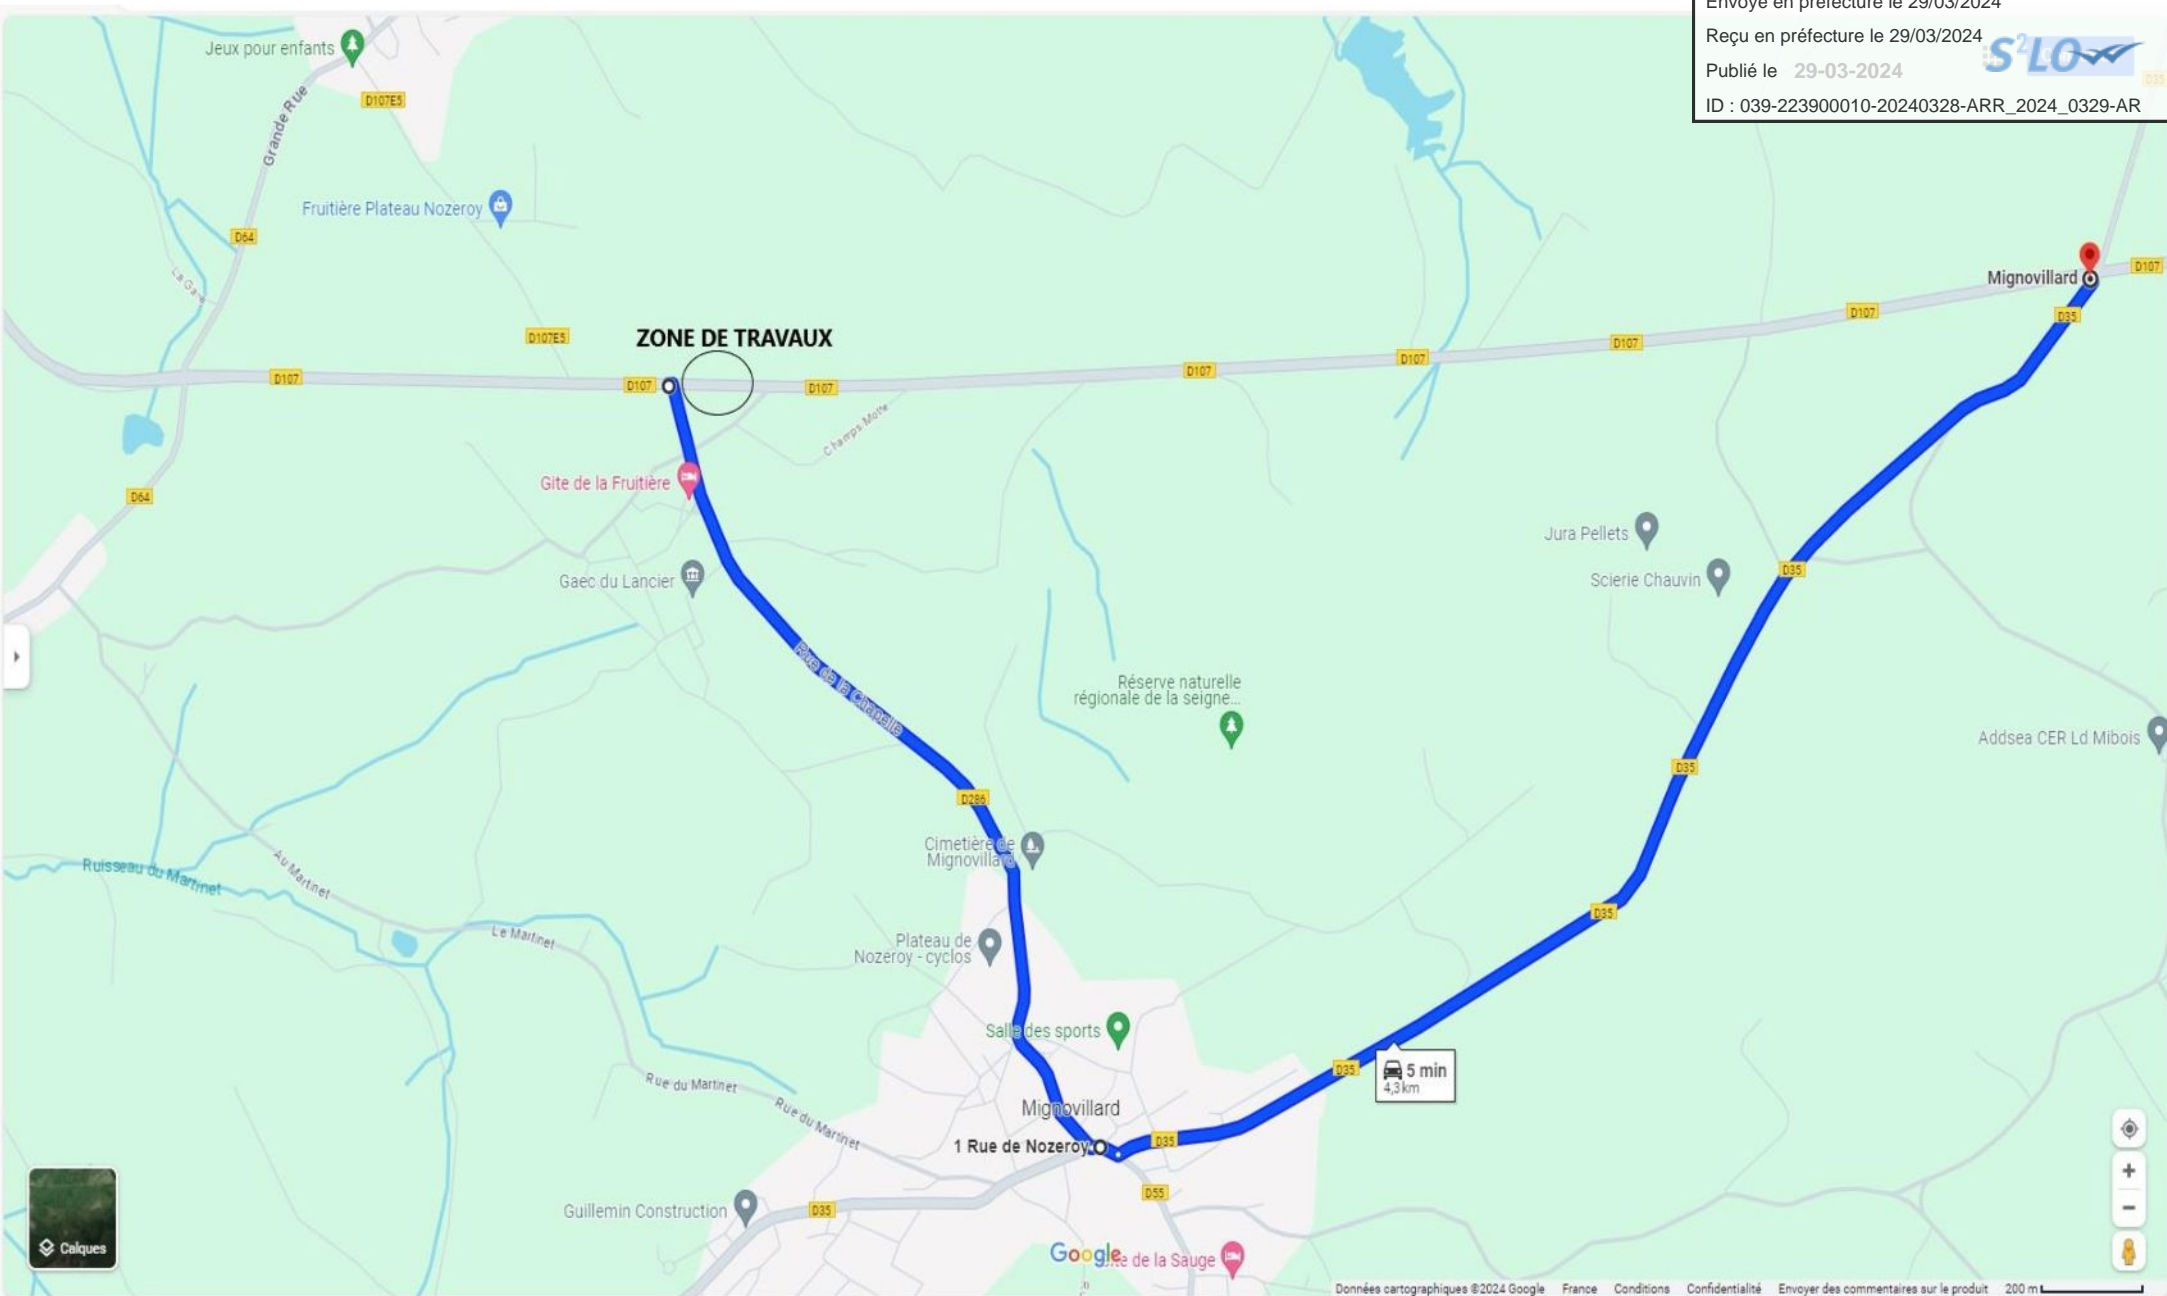 Envoyé en préfecture le 29/03/2024
Reçu en préfecture le 29/03/2024
S²LO
Publié le 29-03-2024
ID : 039-223900010-20240328-ARR_2024_0329-AR
D35
Jeux pour enfants
D107E5
Grande Rue
Fruitière Plateau Nozeroy
D64
La Gare
Mignovillard
D107
D35
D107
D107E5
ZONE DE TRAVAUX
D107
D107
D107
D107
D107
D107
D107
Champs Motte
Gite de la Fruitière
D64
Jura Pellets
Gaec du Lancier
Scierie Chauvin
D35
Rue de la Chapelle
Réserve naturelle
régionale de la seigne...
Addsea CER Ld Mibois
D35
D286
Cimetière de
Mignovillard
Ruisseau du Martinet
Au Martinet
D35
Le Martinet
Plateau de
Nozeroy - cyclos
Salle des sports
D35
5 min
4,3 km
Rue du Martinet
Rue du Martinet
Mignovillard
1 Rue de Nozeroy
D35
D55
Guillemin Construction
D35
Calques
Google
de la Sauge
Données cartographiques ©2024 Google France Conditions Confidentialité Envoyer des commentaires sur le produit 200 m